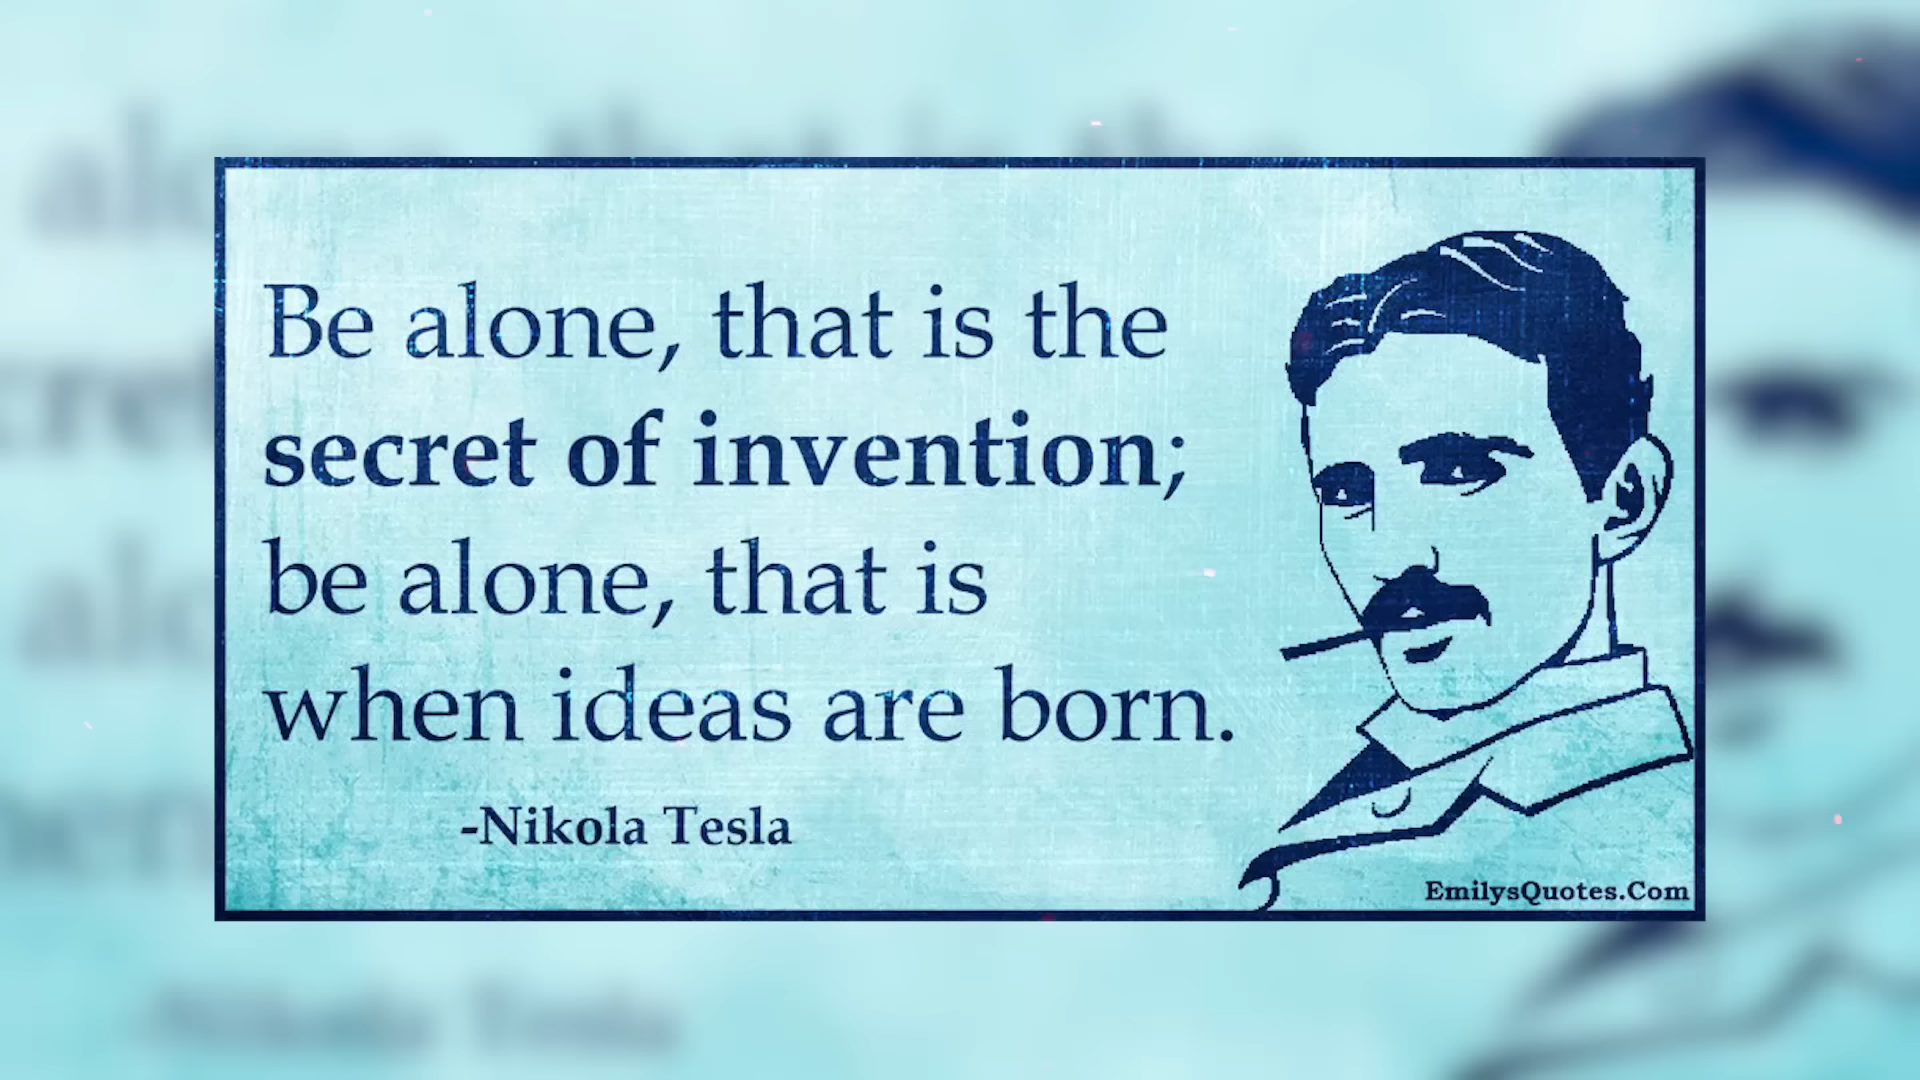 Be alone, that is the
secret of invention;
be alone, that is
when ideas are born.
-Nikola Tesla
EmilysQuotes.Com